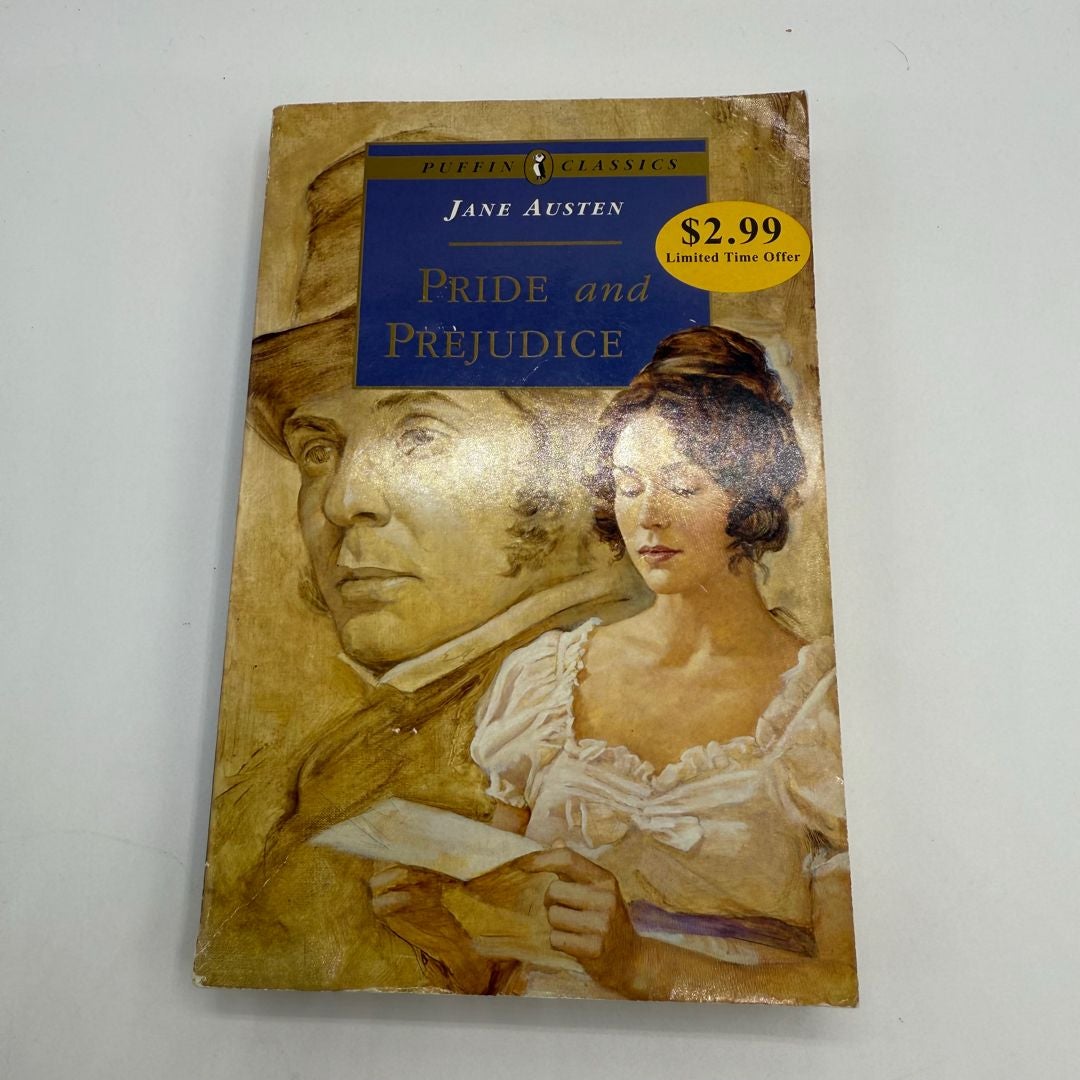 PUFFIN CLASSICS
JANE AUSTEN
PRIDE and
PREJUDICE
$2.99
Limited Time Offer